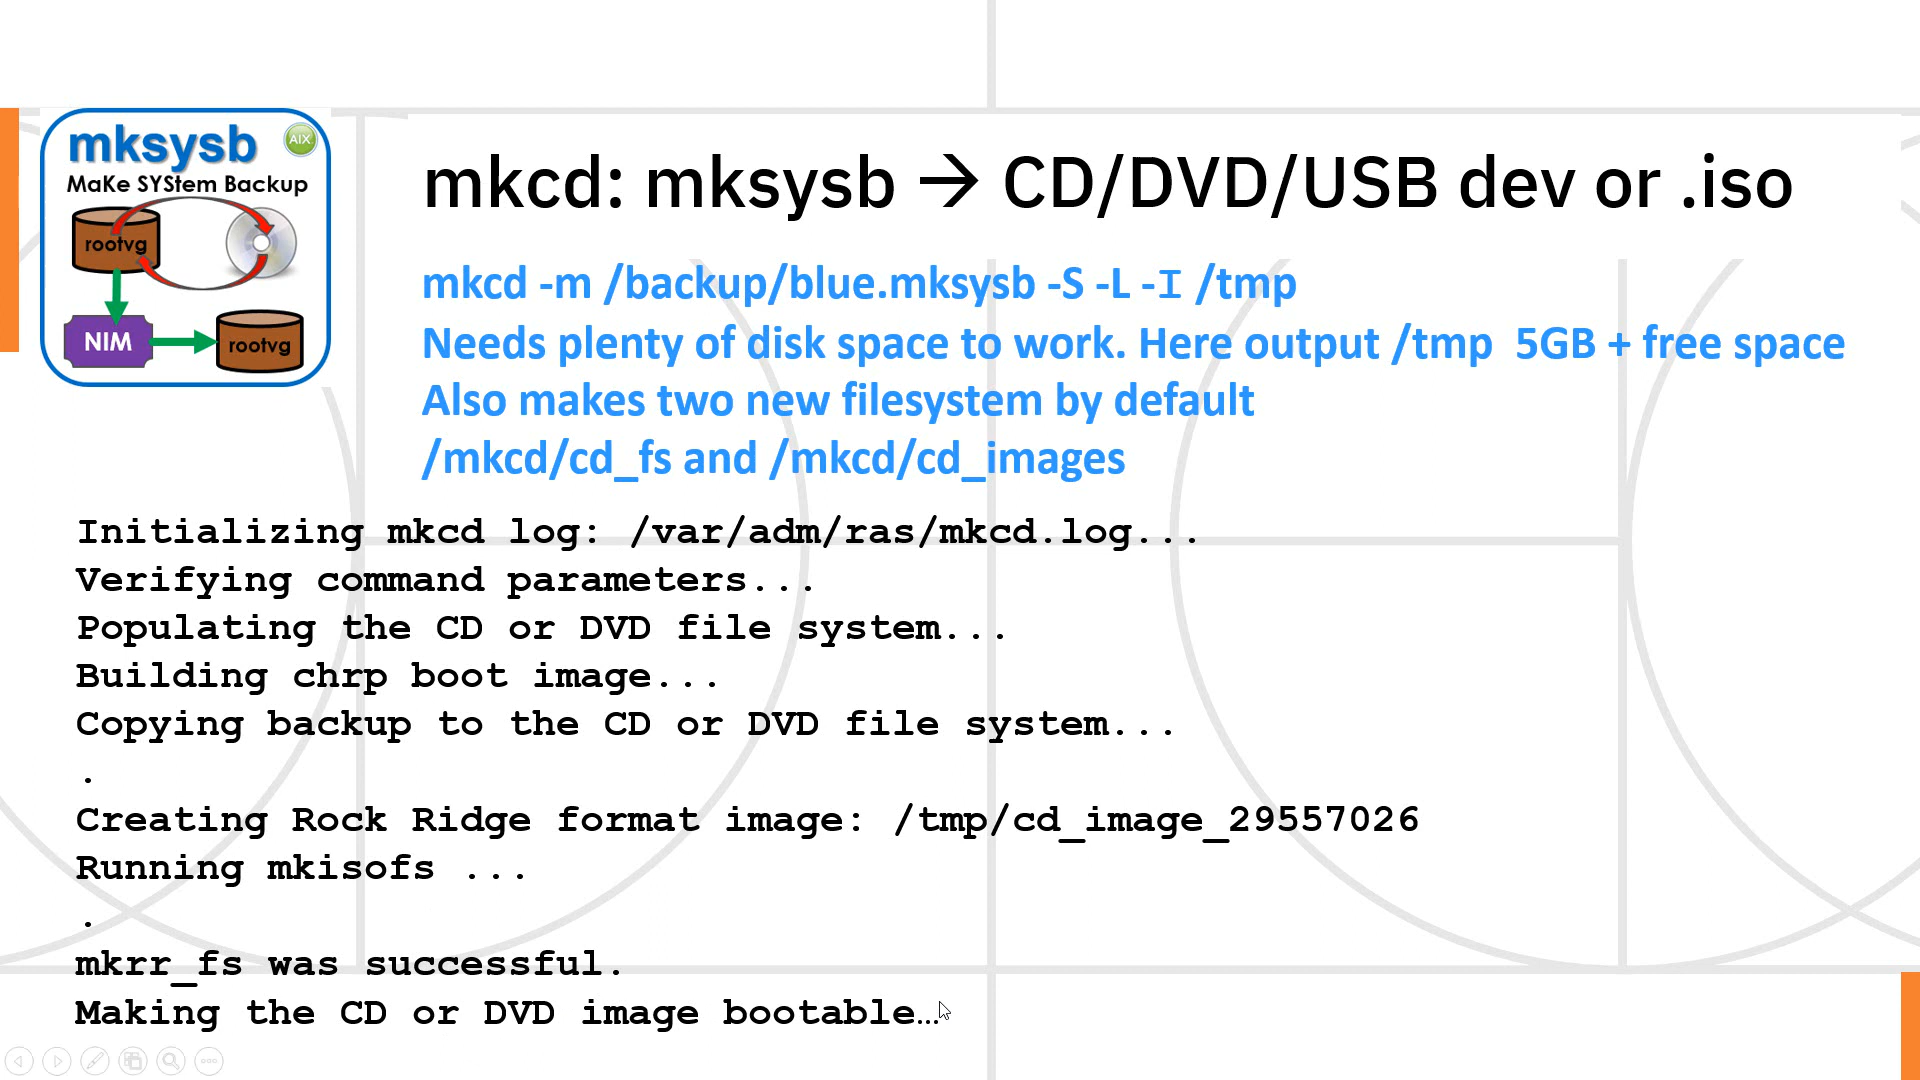 mksysb
AIX
MaKe SYStem Backup
rootvg
NIM
rootvg
mkcd: mksysb → CD/DVD/USB dev or .iso
mkcd -m /backup/blue.mksysb -S -L -I /tmp
Needs plenty of disk space to work. Here output /tmp  5GB + free space
Also makes two new filesystem by default
/mkcd/cd_fs and /mkcd/cd_images
Initializing mkcd log: /var/adm/ras/mkcd.log...
Verifying command parameters...
Populating the CD or DVD file system...
Building chrp boot image...
Copying backup to the CD or DVD file system...
.
Creating Rock Ridge format image: /tmp/cd_image_29557026
Running mkisofs ...
.
mkrr_fs was successful.
Making the CD or DVD image bootable…